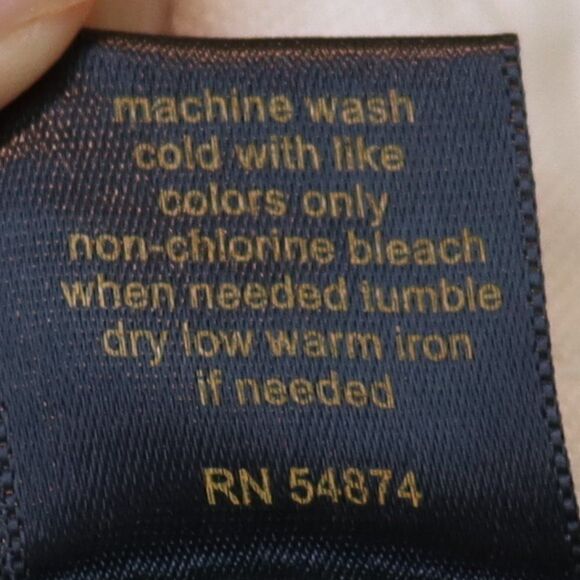 machine wash
cold with like
colors only
non-chlorine bleach
when needed tumble
dry low warm iron
if needed
RN 54874